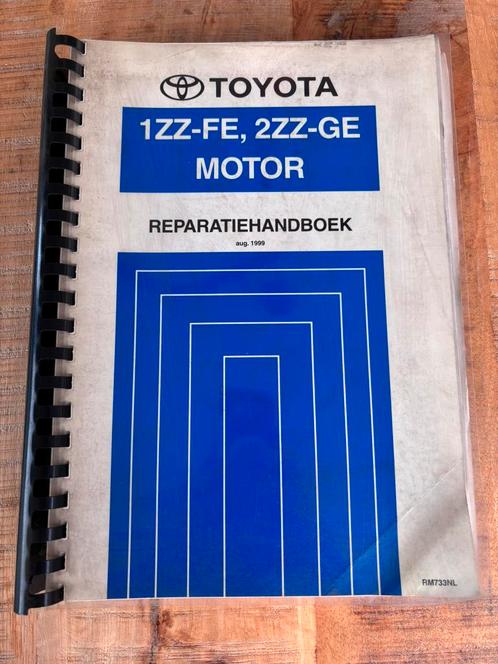 TOYOTA
1ZZ-FE, 2ZZ-GE
MOTOR
REPARATIEHANDBOEK
aug. 1999
RM733NL